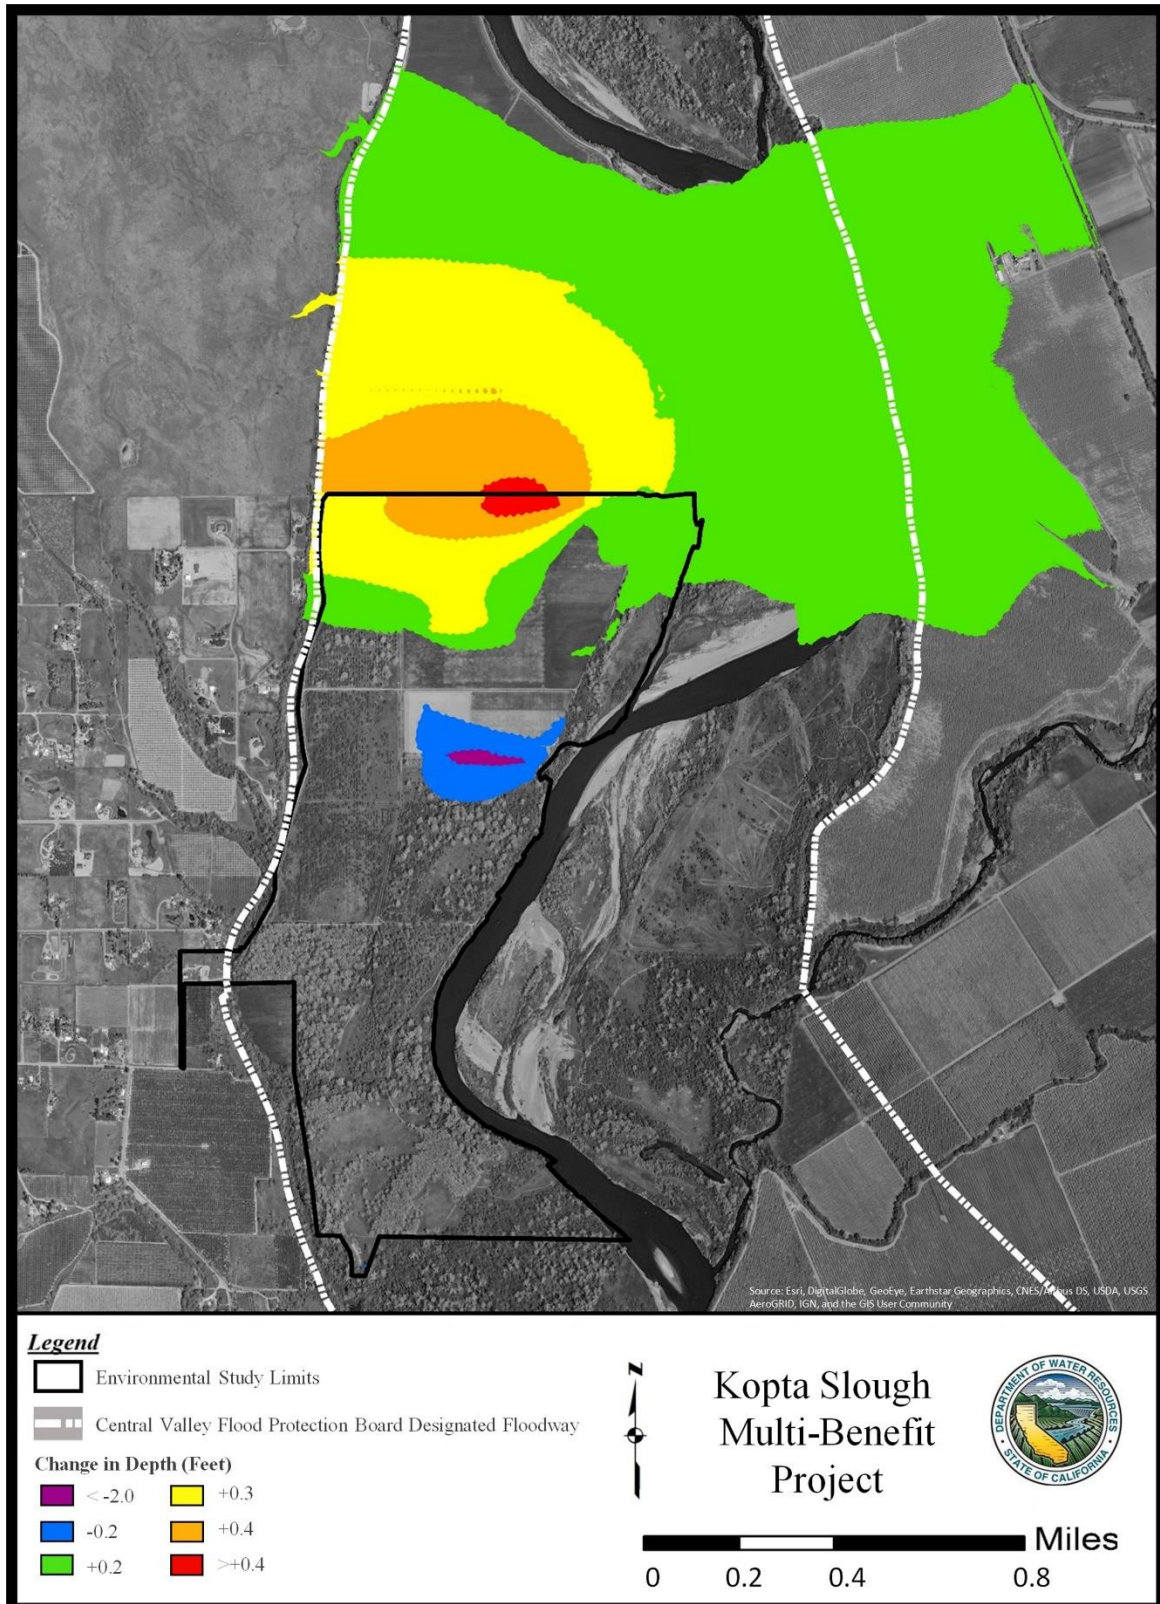 Source: Esri, DigitalGlobe, GeoEye, Earthstar Geographics, CNES/Airbus DS, USDA, USGS
AeroGRID, IGN, and the GIS User Community
Legend
Environmental Study Limits
Central Valley Flood Protection Board Designated Floodway
Change in Depth (Feet)
< -2.0
+0.3
-0.2
+0.4
+0.2
>+0.4
N
Kopta Slough
Multi-Benefit
Project
DEPARTMENT OF WATER RESOURCES
STATE OF CALIFORNIA
Miles
0 0.2 0.4 0.8